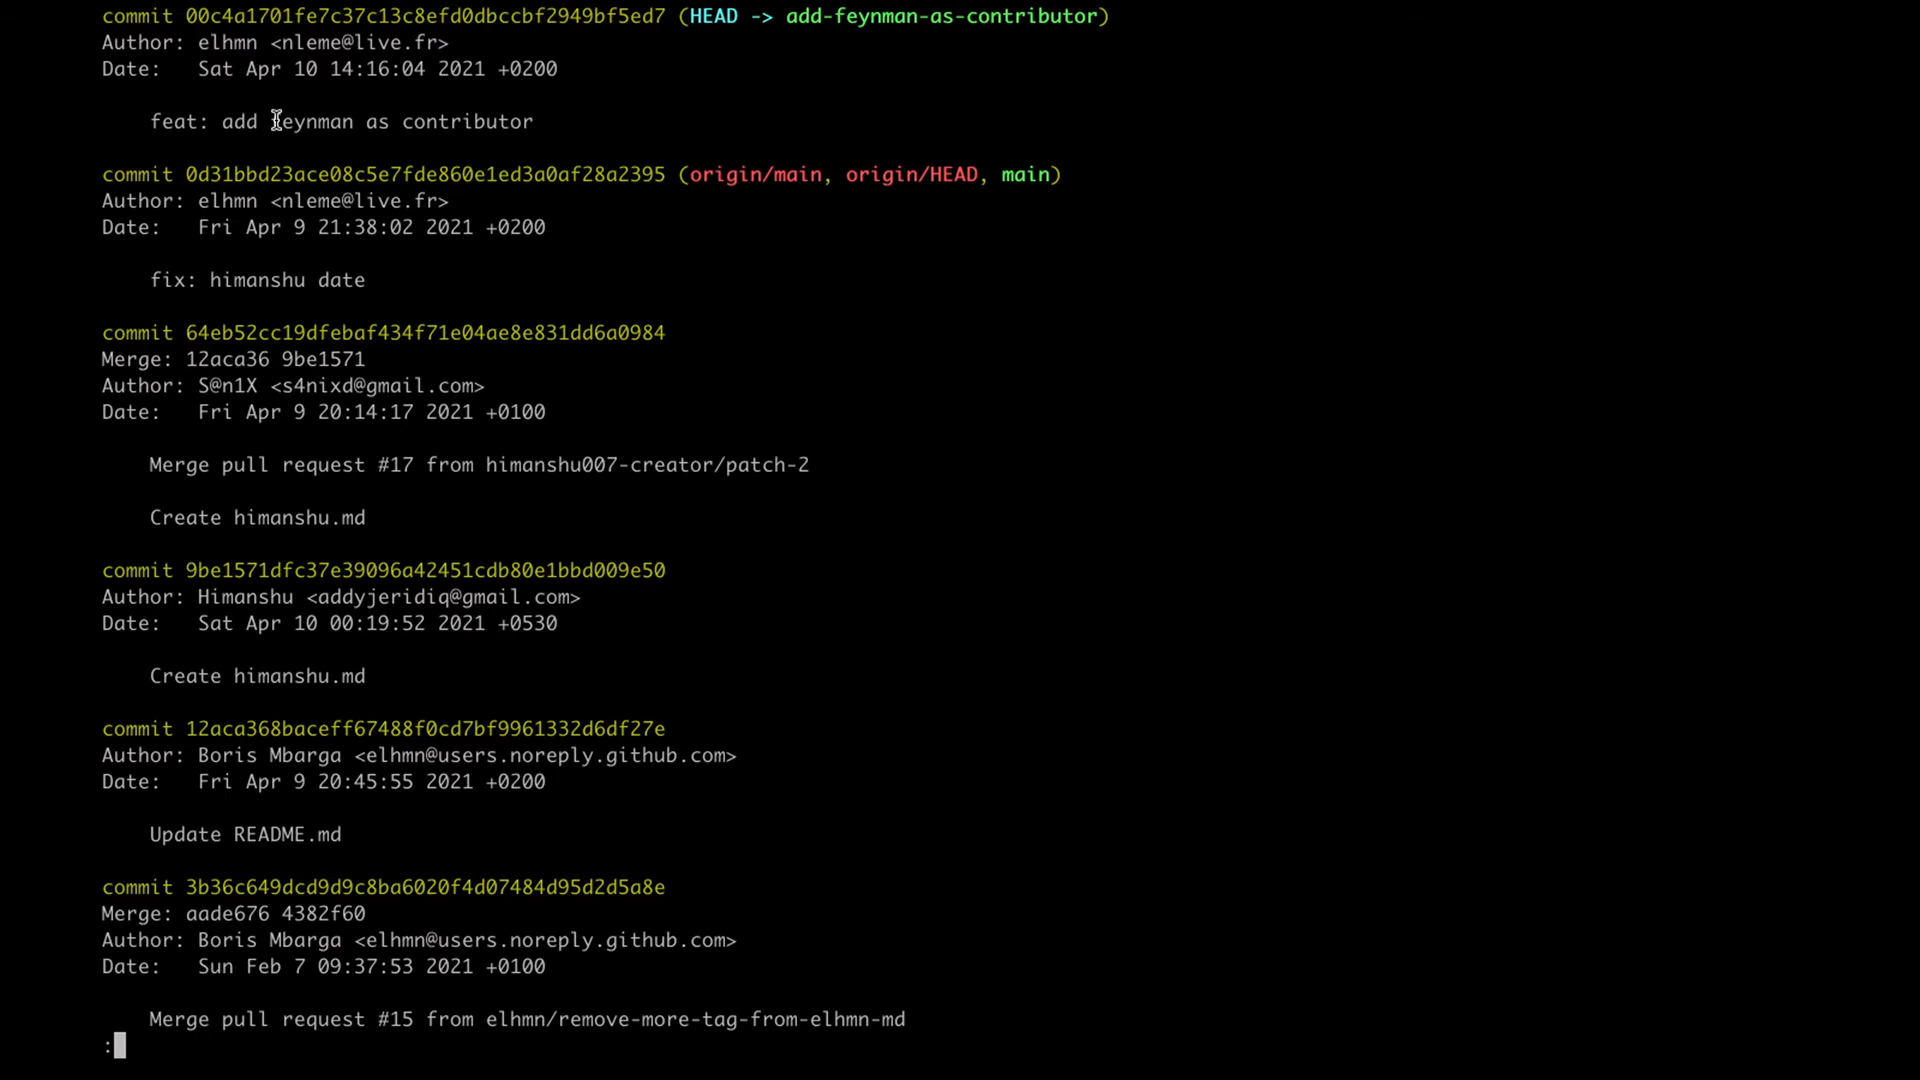 commit 00c4a1701fe7c37c13c8efd0dbccbf2949bf5ed7 (HEAD -> add-feynman-as-contributor)
Author: elhmn <nleme@live.fr>
Date:   Sat Apr 10 14:16:04 2021 +0200
feat: add feynman as contributor
commit 0d31bbd23ace08c5e7fde860e1ed3a0af28a2395 (origin/main, origin/HEAD, main)
Author: elhmn <nleme@live.fr>
Date:   Fri Apr 9 21:38:02 2021 +0200
fix: himanshu date
commit 64eb52cc19dfebaf434f71e04ae8e831dd6a0984
Merge: 12aca36 9be1571
Author: S@n1X <s4nixd@gmail.com>
Date:   Fri Apr 9 20:14:17 2021 +0100
Merge pull request #17 from himanshu007-creator/patch-2
Create himanshu.md
commit 9be1571dfc37e39096a42451cdb80e1bbd009e50
Author: Himanshu <addyjeridiq@gmail.com>
Date:   Sat Apr 10 00:19:52 2021 +0530
Create himanshu.md
commit 12aca368baceff67488f0cd7bf9961332d6df27e
Author: Boris Mbarga <elhmn@users.noreply.github.com>
Date:   Fri Apr 9 20:45:55 2021 +0200
Update README.md
commit 3b36c649dcd9d9c8ba6020f4d07484d95d2d5a8e
Merge: aade676 4382f60
Author: Boris Mbarga <elhmn@users.noreply.github.com>
Date:   Sun Feb 7 09:37:53 2021 +0100
Merge pull request #15 from elhmn/remove-more-tag-from-elhmn-md
: